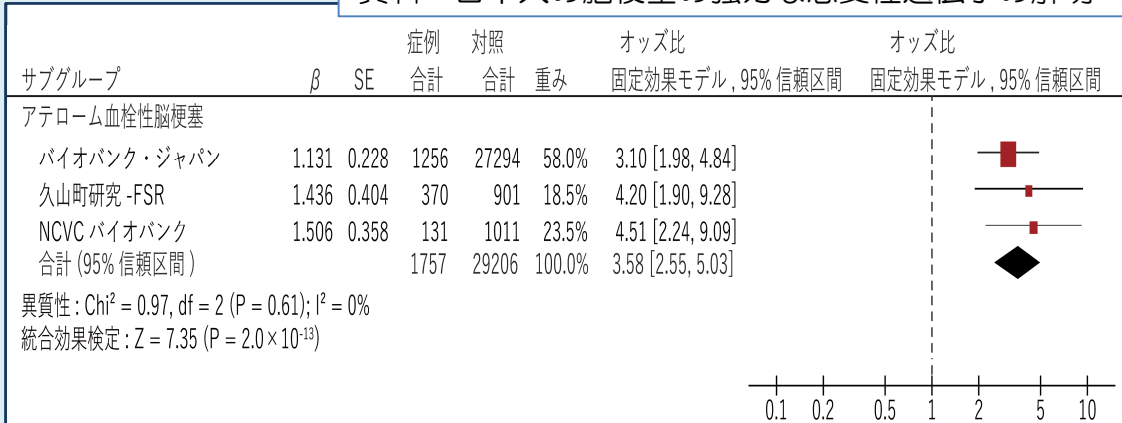 症例 対照 オッズ比 オッズ比
サブグループ β SE 合計 合計 重み 固定効果モデル , 95% 信頼区間 固定効果モデル , 95% 信頼区間
アテローム血栓性脳梗塞
バイオバンク・ジャパン 1.131 0.228 1256 27294 58.0% 3.10 [1.98, 4.84]
久山町研究 -FSR 1.436 0.404 370 901 18.5% 4.20 [1.90, 9.28]
NCVC バイオバンク 1.506 0.358 131 1011 23.5% 4.51 [2.24, 9.09]
合計 (95% 信頼区間 ) 1757 29206 100.0% 3.58 [2.55, 5.03]
異質性 : Chi² = 0.97, df = 2 (P = 0.61); I² = 0%
統合効果検定 : Z = 7.35 (P = 2.0×10⁻¹³)
0.1 0.2 0.5 1 2 5 10